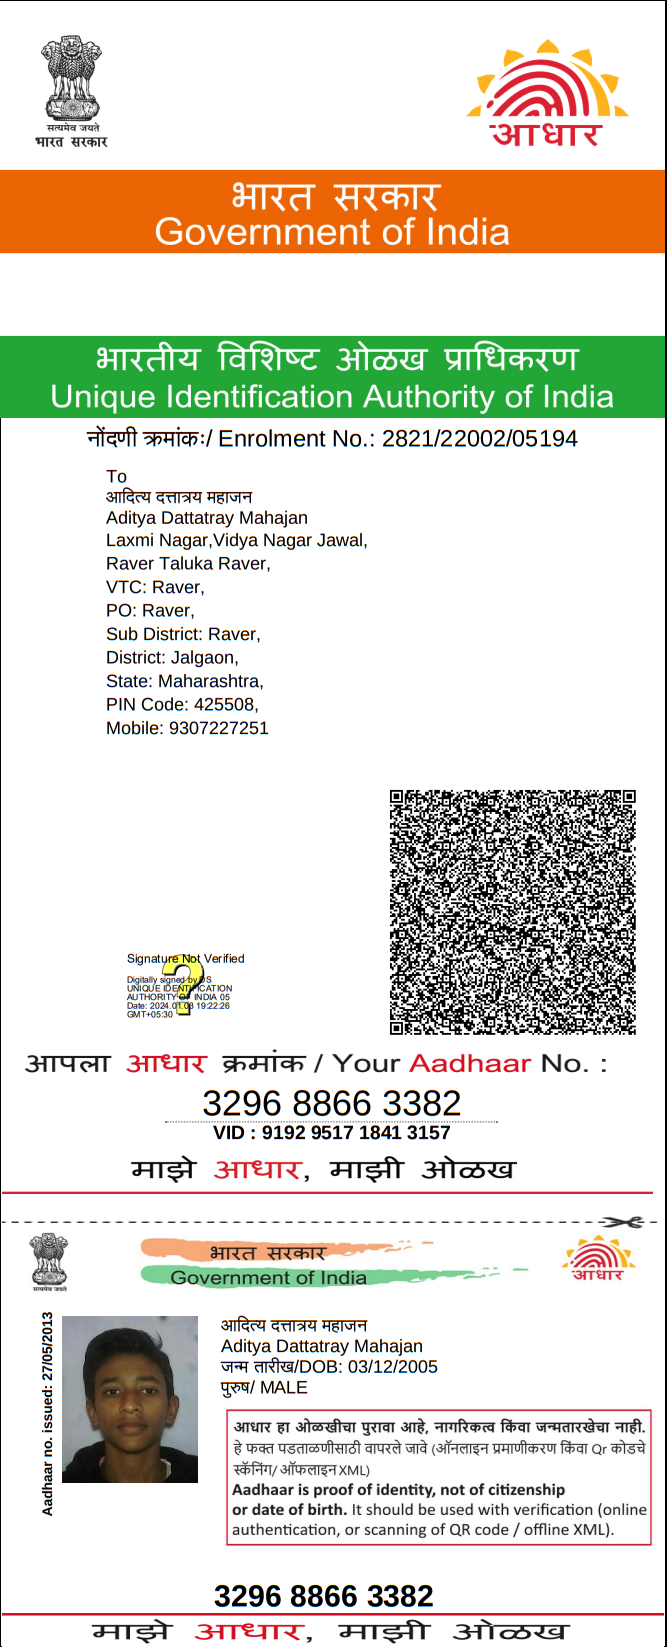 सत्यमेव जयते
भारत सरकार
आधार
भारत सरकार
Government of India
भारतीय विशिष्ट ओळख प्राधिकरण
Unique Identification Authority of India
नोंदणी क्रमांकः/ Enrolment No.: 2821/22002/05194
To
आदित्य दत्तात्रय महाजन
Aditya Dattatray Mahajan
Laxmi Nagar,Vidya Nagar Jawal,
Raver Taluka Raver,
VTC: Raver,
PO: Raver,
Sub District: Raver,
District: Jalgaon,
State: Maharashtra,
PIN Code: 425508,
Mobile: 9307227251
Signature Not Verified
Digitally signed by DS
UNIQUE IDENTIFICATION
AUTHORITY OF INDIA 05
Date: 2024.01.03 19:22:26
GMT+05:30
आपला आधार क्रमांक / Your Aadhaar No. :
3296 8866 3382
VID : 9192 9517 1841 3157
माझे आधार, माझी ओळख
सत्यमेव जयते
भारत सरकार
Government of India
आधार
Aadhaar no. issued: 27/05/2013
आदित्य दत्तात्रय महाजन
Aditya Dattatray Mahajan
जन्म तारीख/DOB: 03/12/2005
पुरुष/ MALE
आधार हा ओळखीचा पुरावा आहे, नागरिकत्व किंवा जन्मतारखेचा नाही.
हे फक्त पडताळणीसाठी वापरले जावे (ऑनलाइन प्रमाणीकरण किंवा Qr कोडचे
स्कॅनिंग/ ऑफलाइन XML)
Aadhaar is proof of identity, not of citizenship
or date of birth. It should be used with verification (online
authentication, or scanning of QR code / offline XML).
3296 8866 3382
माझे आधार, माझी ओळख